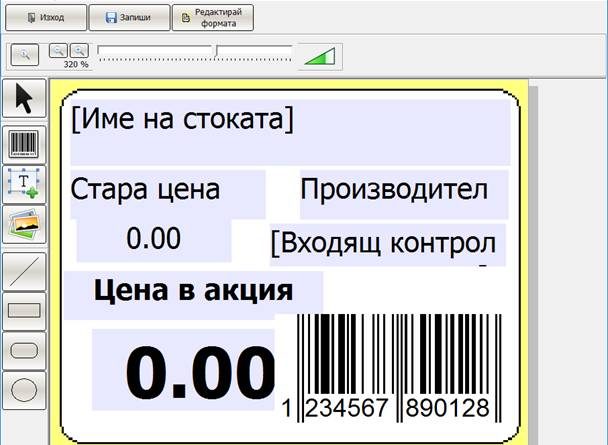 Изход
Запиши
Редактирай
формата
320 %
[Име на стоката]
Стара цена
Производител
0.00
[Входящ контрол
Цена в акция
0.00
1 234567 890128